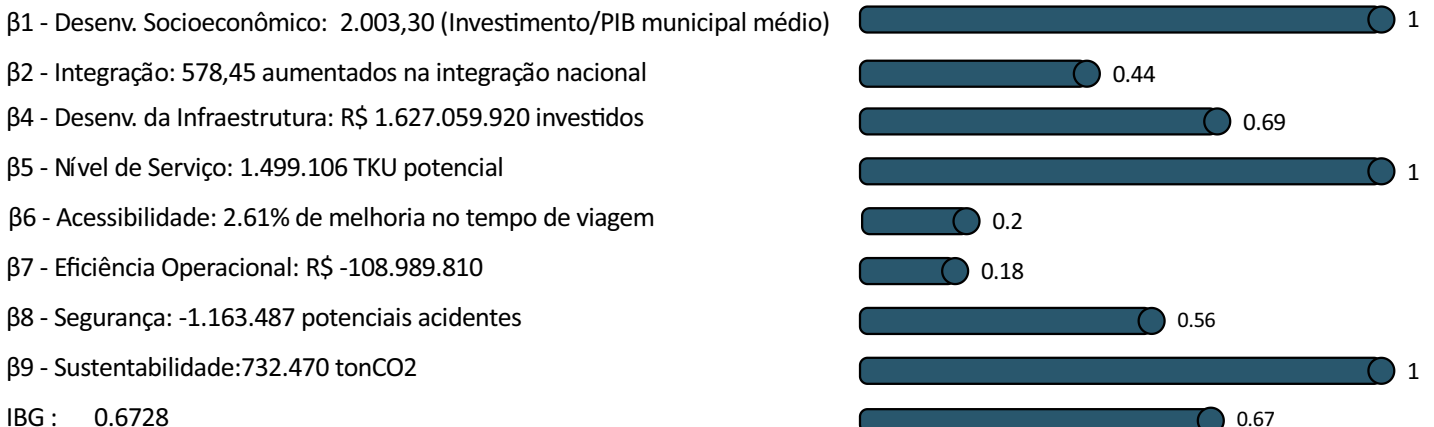 β1 - Desenv. Socioeconômico: 2.003,30 (Investimento/PIB municipal médio) 1
β2 - Integração: 578,45 aumentados na integração nacional 0.44
β4 - Desenv. da Infraestrutura: R$ 1.627.059.920 investidos 0.69
β5 - Nível de Serviço: 1.499.106 TKU potencial 1
β6 - Acessibilidade: 2.61% de melhoria no tempo de viagem 0.2
β7 - Eficiência Operacional: R$ -108.989.810 0.18
β8 - Segurança: -1.163.487 potenciais acidentes 0.56
β9 - Sustentabilidade:732.470 tonCO2 1
IBG : 0.6728 0.67